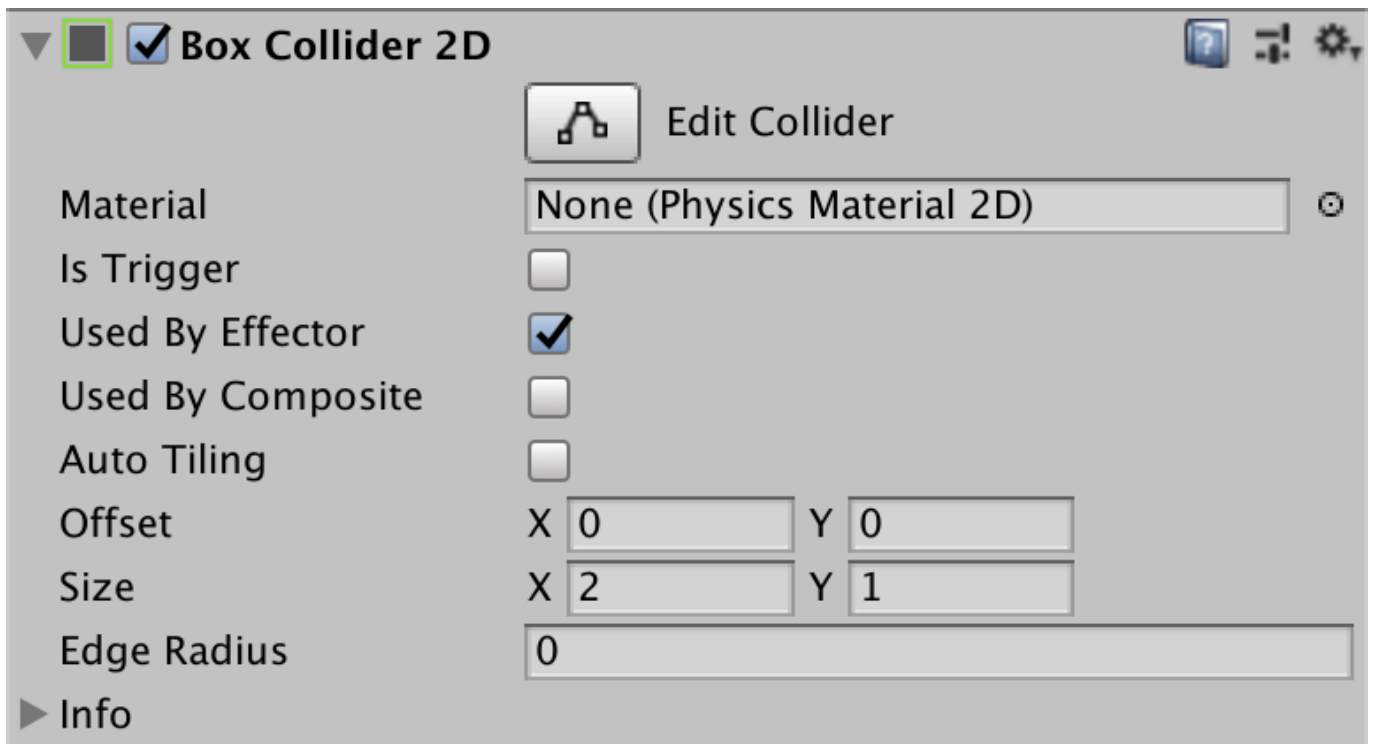 Box Collider 2D
Edit Collider
Material None (Physics Material 2D)
Is Trigger
Used By Effector
Used By Composite
Auto Tiling
Offset X 0 Y 0
Size X 2 Y 1
Edge Radius 0
Info